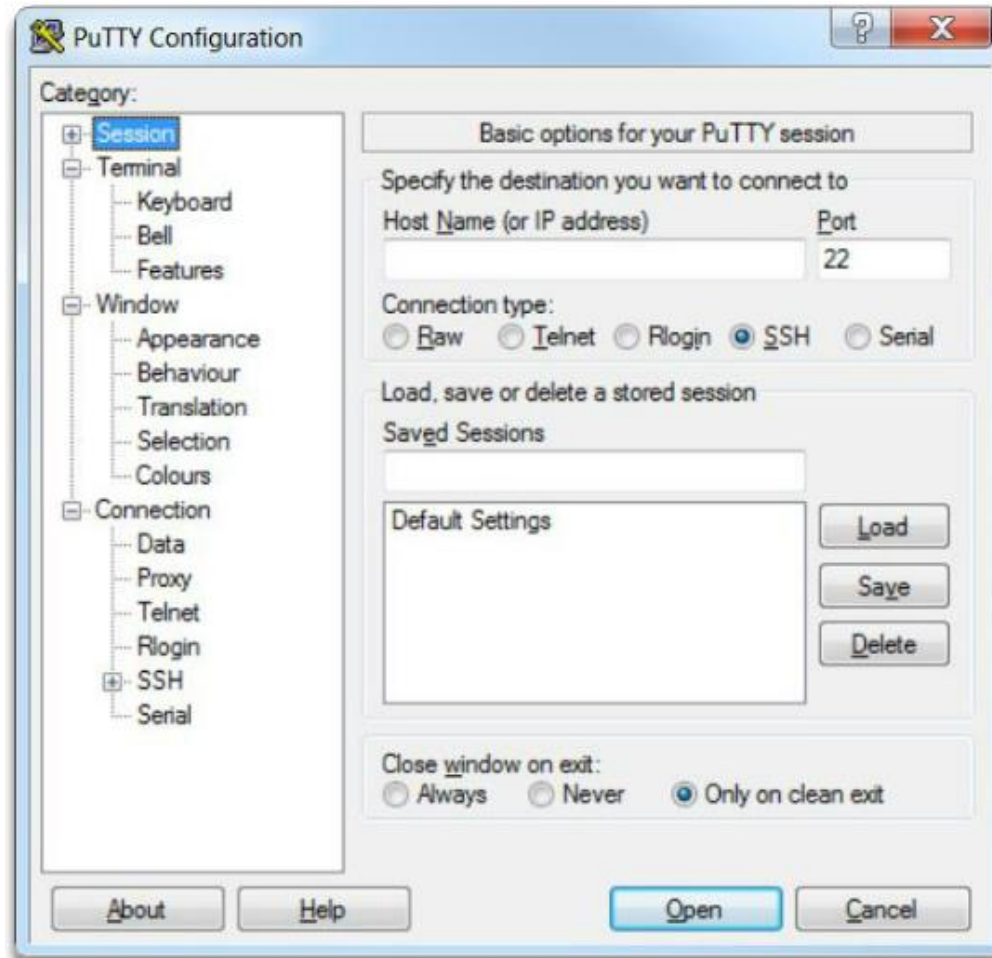 PuTTY Configuration
Category:
Session
Terminal
Keyboard
Bell
Features
Window
Appearance
Behaviour
Translation
Selection
Colours
Connection
Data
Proxy
Telnet
Rlogin
SSH
Serial
Basic options for your PuTTY session
Specify the destination you want to connect to
Host Name (or IP address) Port
22
Connection type:
Raw Telnet Rlogin SSH Serial
Load, save or delete a stored session
Saved Sessions
Default Settings
Load
Save
Delete
Close window on exit:
Always Never Only on clean exit
About Help Open Cancel